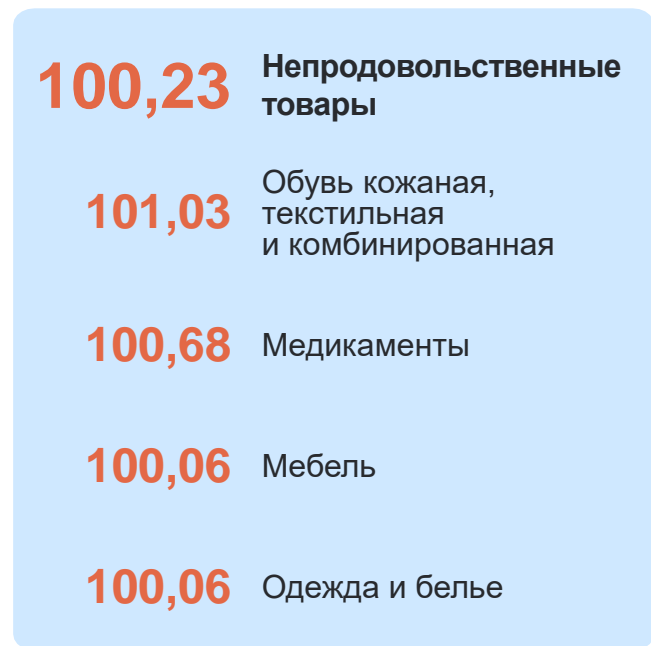 100,23 Непродовольственные
товары
101,03 Обувь кожаная,
текстильная
и комбинированная
100,68 Медикаменты
100,06 Мебель
100,06 Одежда и белье